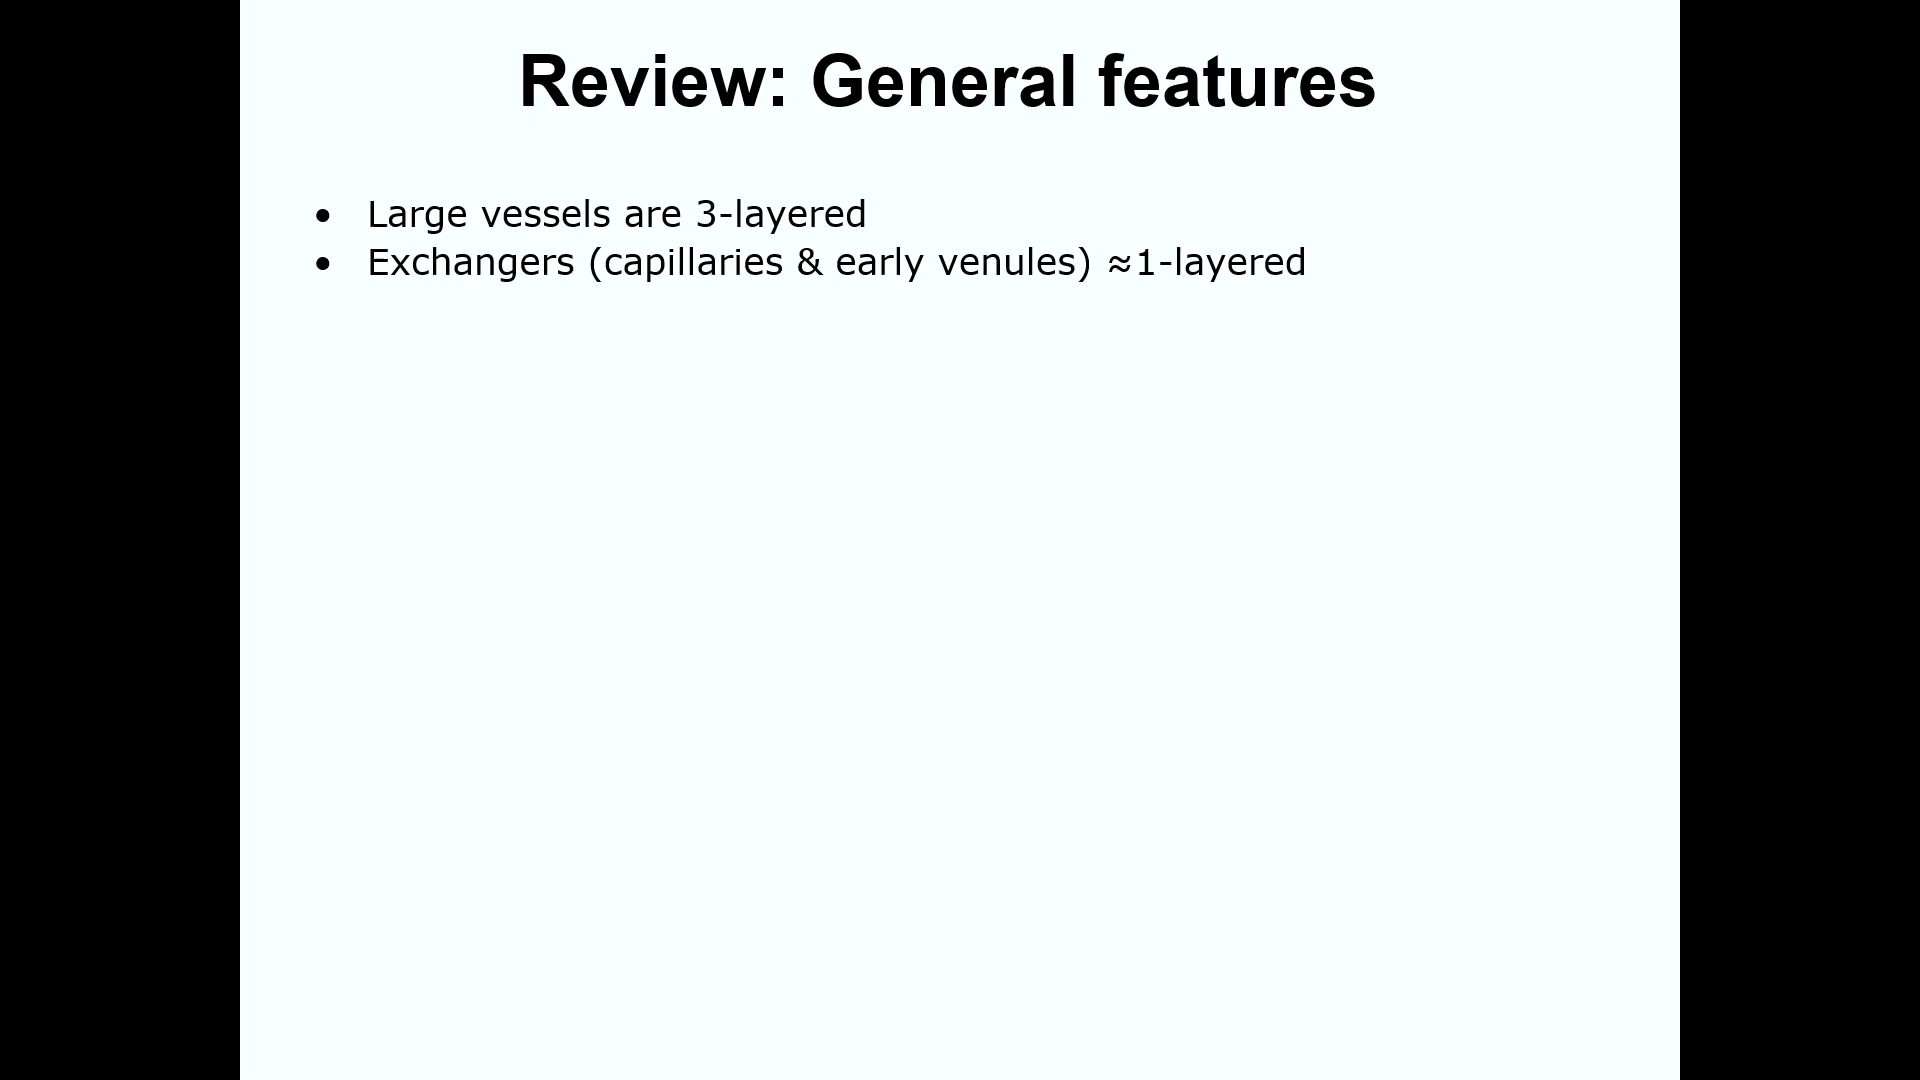 Review: General features
• Large vessels are 3-layered
• Exchangers (capillaries & early venules) ≈1-layered